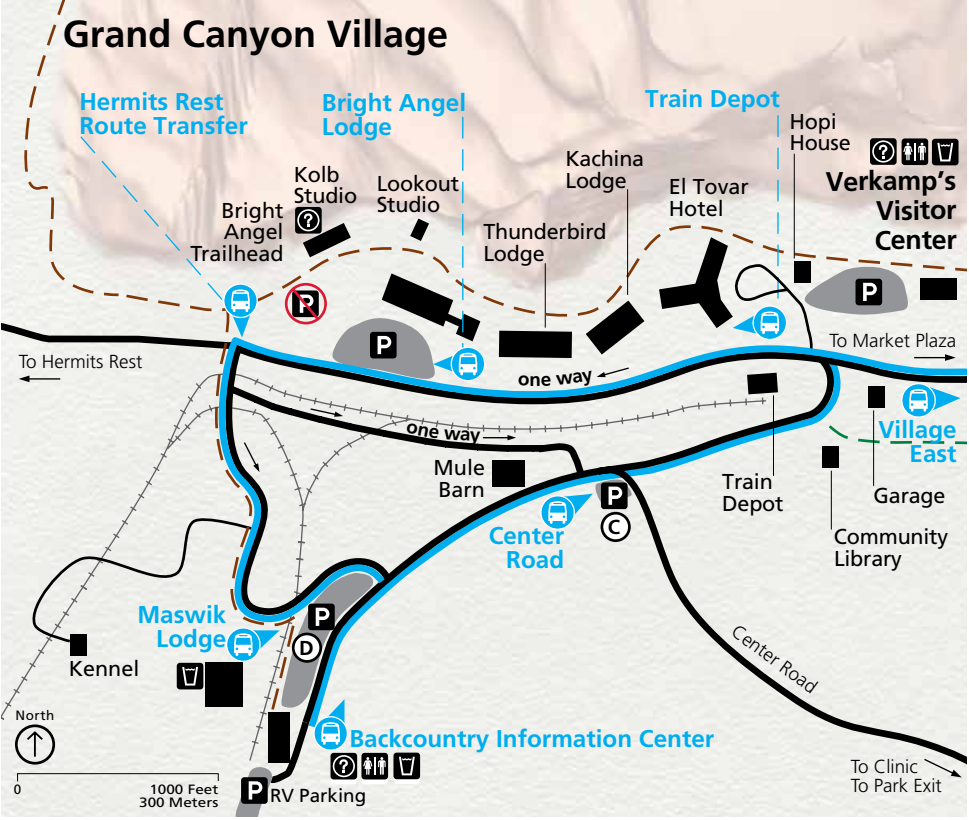 Grand Canyon Village
Hermits Rest
Route Transfer
Bright Angel
Lodge
Train Depot
Hopi
House
?
Verkamp's
Visitor
Center
Kachina
Lodge
El Tovar
Hotel
Kolb
Studio
?
Lookout
Studio
Bright
Angel
Trailhead
Thunderbird
Lodge
P
P
P
To Hermits Rest
one way
To Market Plaza
one way
Village
East
Mule
Barn
Train
Depot
Garage
P
C
Center
Road
Community
Library
Maswik
Lodge
P
D
Kennel
Center Road
North
Backcountry Information Center
?
0
1000 Feet
300 Meters
P
RV Parking
To Clinic
To Park Exit